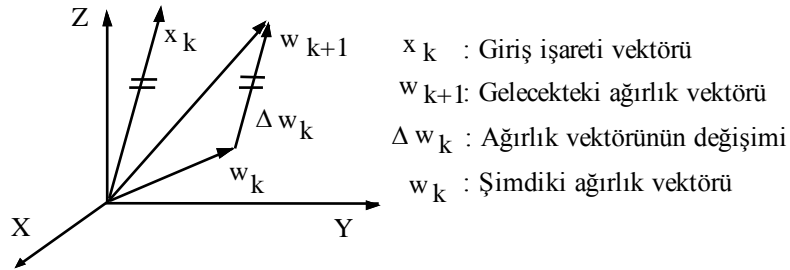 Z
x k
w k+1
Δ w k
w k
X
Y
x k : Giriş işareti vektörü
w k+1: Gelecekteki ağırlık vektörü
Δ w k : Ağırlık vektörünün değişimi
w k : Şimdiki ağırlık vektörü